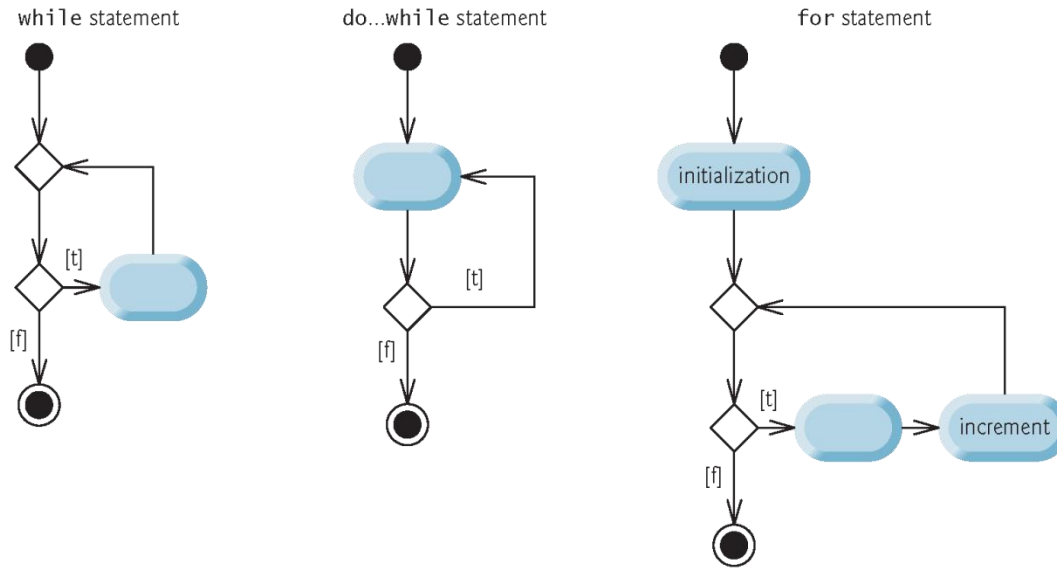 while statement
do...while statement
for statement
initialization
[t]
[t]
[f]
[f]
[t]
increment
[f]